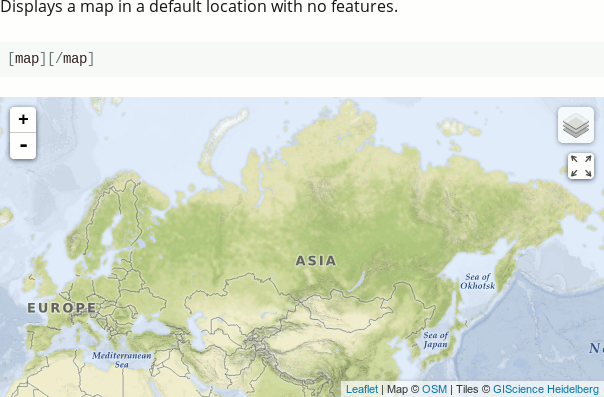 Displays a map in a default location with no features.
[map][/map]
+
-
ASIA
Sea of
Okhotsk
EUROPE
Sea of
Japan
Mediterranean
Sea
Leaflet | Map © OSM | Tiles © GIScience Heidelberg